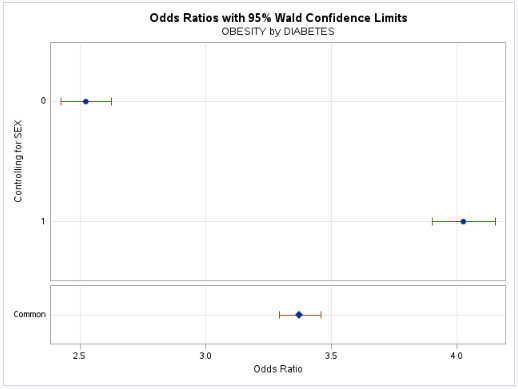 Odds Ratios with 95% Wald Confidence Limits
OBESITY by DIABETES
Controlling for SEX
0
1
Common
2.5 3.0 3.5 4.0
Odds Ratio